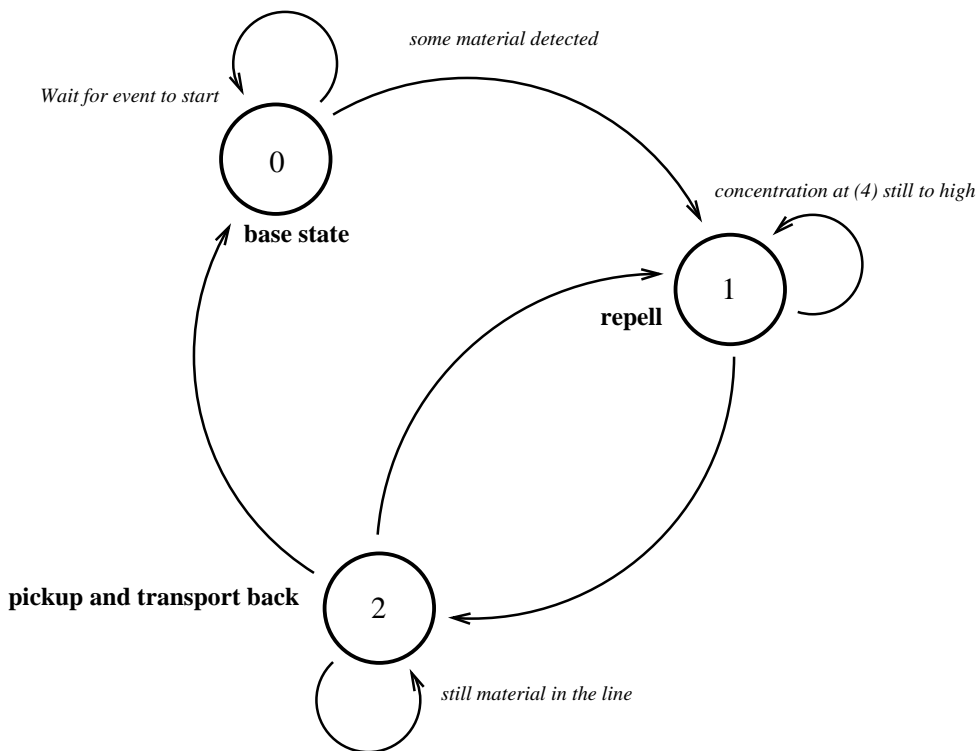 some material detected
Wait for event to start
0
base state
concentration at (4) still to high
1
repell
pickup and transport back
2
still material in the line